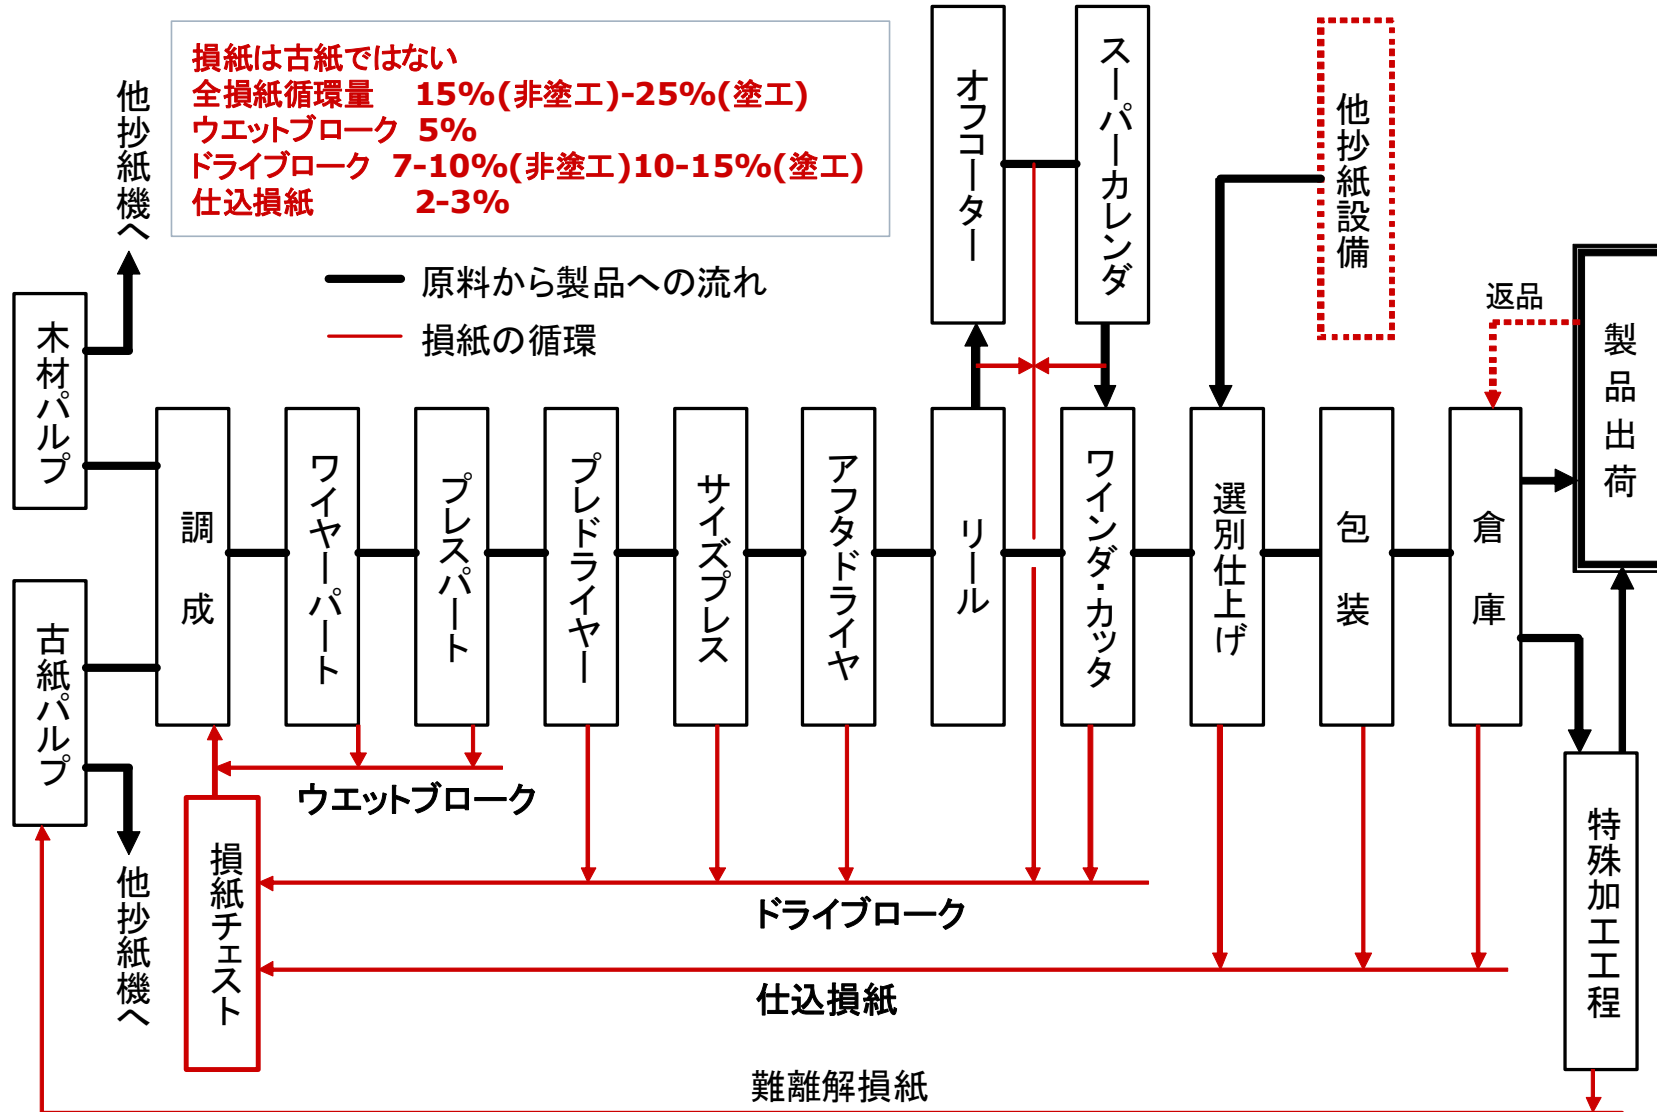 損紙は古紙ではない
全損紙循環量 15%(非塗工)-25%(塗工)
ウエットブローク 5%
ドライブローク 7-10%(非塗工)10-15%(塗工)
仕込損紙 2-3%
原料から製品への流れ
損紙の循環
他抄紙機へ
木材パルプ
古紙パルプ
他抄紙機へ
調成
ワイヤーパート
プレスパート
プレドライヤー
サイズプレス
アフタドライヤ
リール
オフコーター
スーパーカレンダ
ワインダ・カッタ
他抄紙設備
選別仕上げ
包装
倉庫
返品
製品出荷
特殊加工工程
損紙チェスト
ウエットブローク
ドライブローク
仕込損紙
難離解損紙